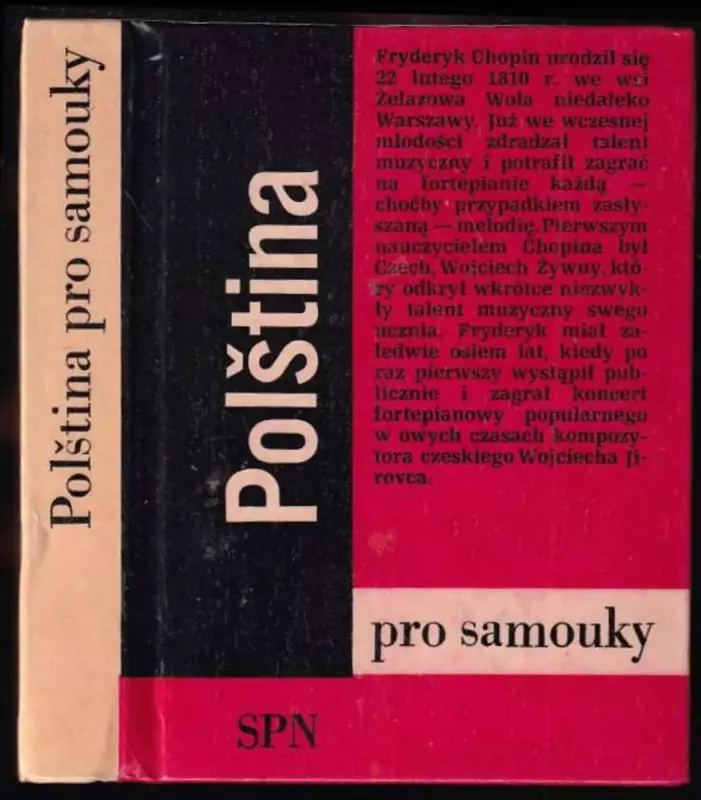 Polština pro samouky
Polština
Fryderyk Chopin urodził się
22 lutego 1810 r. we wsi
Żelazowa Wola niedaleko
Warszawy. Już we wczesnej
młodości zdradzał talent
muzyczny i potrafił zagrać
na fortepianie każdą —
choćby przypadkiem zasły-
szaną — melodię. Pierwszym
nauczycielem Chopina był
Czech, Wojciech Żywny, któ-
ry odkrył wkrótce niezwyk-
ły talent muzyczny swego
ucznia. Fryderyk miał za-
ledwie osiem lat, kiedy po
raz pierwszy wystąpił pub-
licznie i zagrał koncert
fortepianowy popularnego
w owych czasach kompozy-
tora czeskiego Wojciecha Ji-
rovca.
pro samouky
SPN